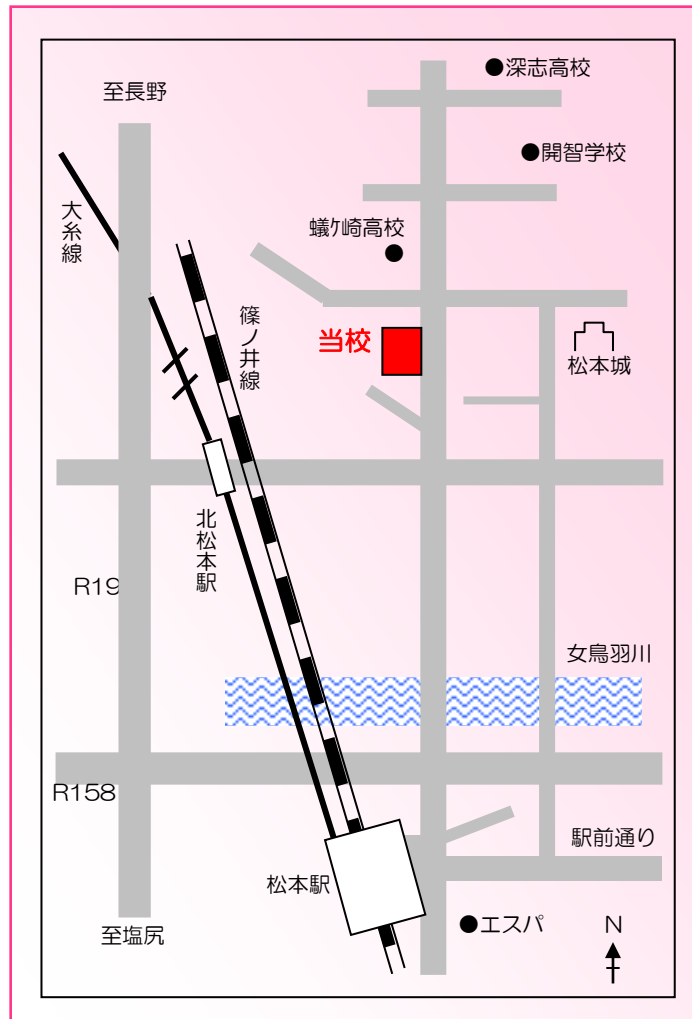 深志高校
至長野
開智学校
大糸線
蟻ケ崎高校
篠ノ井線
当校
松本城
北松本駅
R19
女鳥羽川
R158
駅前通り
松本駅
エスパ
N
至塩尻